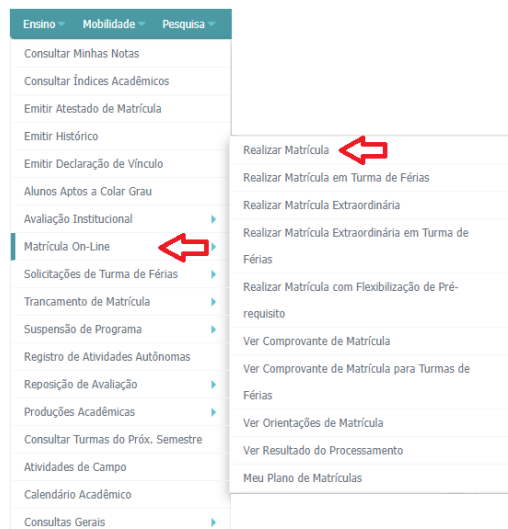 Ensino Mobilidade Pesquisa
Consultar Minhas Notas
Consultar Índices Acadêmicos
Emitir Atestado de Matrícula
Emitir Histórico
Emitir Declaração de Vínculo
Alunos Aptos a Colar Grau
Avaliação Institucional
Matrícula On-Line
Solicitações de Turma de Férias
Trancamento de Matrícula
Suspensão de Programa
Registro de Atividades Autônomas
Reposição de Avaliação
Produções Acadêmicas
Consultar Turmas do Próx. Semestre
Atividades de Campo
Calendário Acadêmico
Consultas Gerais
Realizar Matrícula
Realizar Matrícula em Turma de Férias
Realizar Matrícula Extraordinária
Realizar Matrícula Extraordinária em Turma de
Férias
Realizar Matrícula com Flexibilização de Pré-
requisito
Ver Comprovante de Matrícula
Ver Comprovante de Matrícula para Turmas de
Férias
Ver Orientações de Matrícula
Ver Resultado do Processamento
Meu Plano de Matrículas